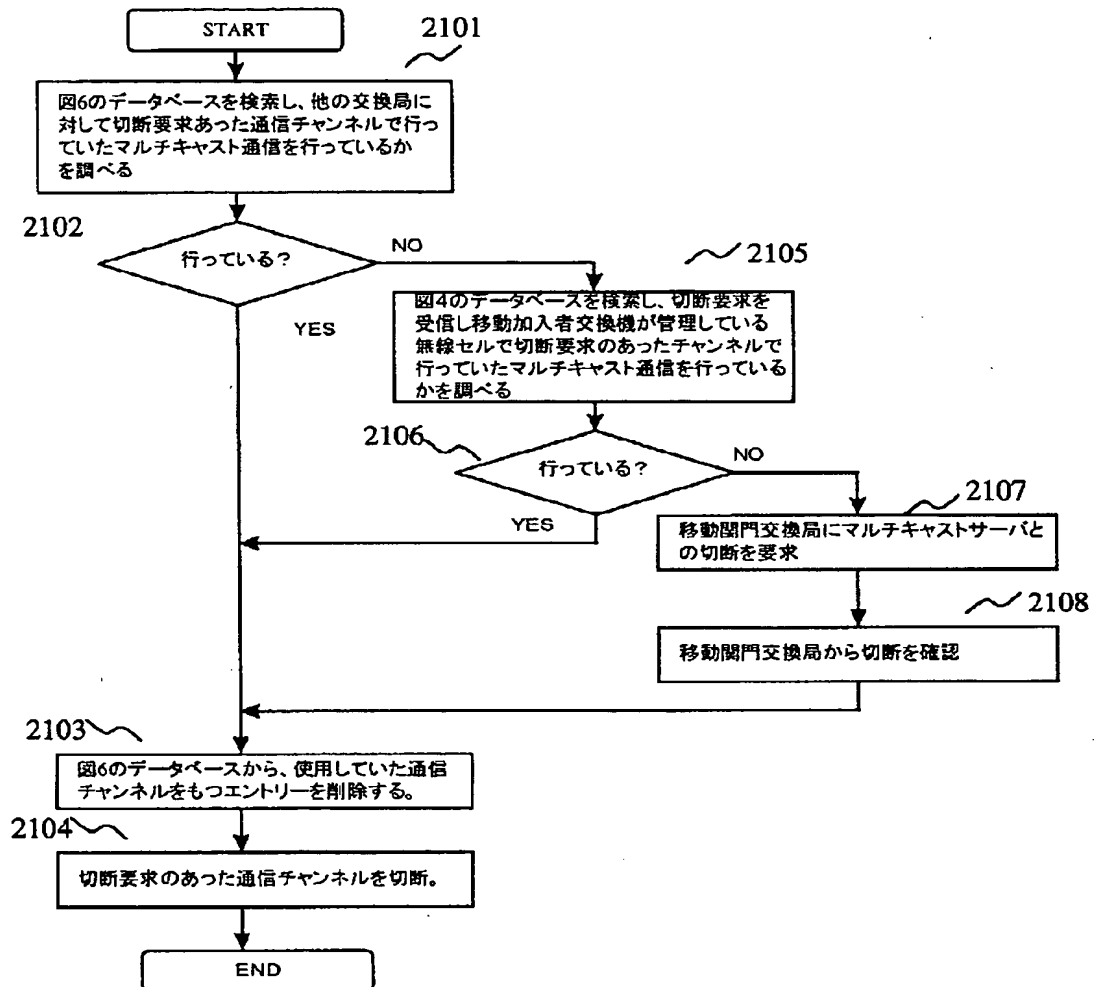 START
2101
図6のデータベースを検索し、他の交換局に
対して切断要求あった通信チャンネルで行っ
ていたマルチキャスト通信を行っているか
を調べる
2102
行っている?
NO
YES
2105
図4のデータベースを検索し、切断要求を
受信し移動加入者交換機が管理している
無線セルで切断要求のあったチャンネルで
行っていたマルチキャスト通信を行っている
かを調べる
2106
行っている?
NO
YES
2107
移動関門交換局にマルチキャストサーバと
の切断を要求
2108
移動関門交換局から切断を確認
2103
図6のデータベースから、使用していた通信
チャンネルをもつエントリーを削除する。
2104
切断要求のあった通信チャンネルを切断。
END